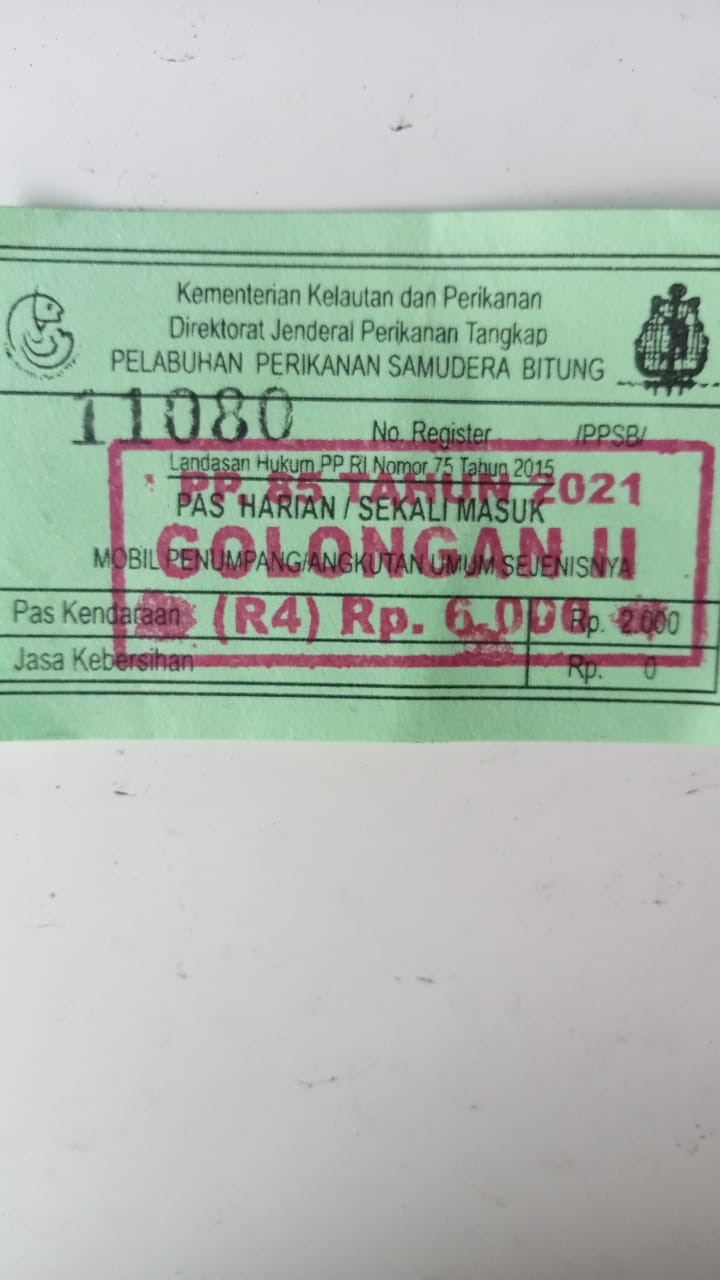 Kementerian Kelautan dan Perikanan
Direktorat Jenderal Perikanan Tangkap
PELABUHAN PERIKANAN SAMUDERA BITUNG
11080 No. Register /PPSB/
Landasan Hukum PP RI Nomor 75 Tahun 2015
PP. 85 TAHUN 2021
PAS HARIAN / SEKALI MASUK
GOLONGAN II
MOBIL PENUMPANG/ANGKUTAN UMUM SEJENISNYA
(R4) Rp. 6.000
Pas Kendaraan Rp. 2.000
Jasa Kebersihan Rp. 0